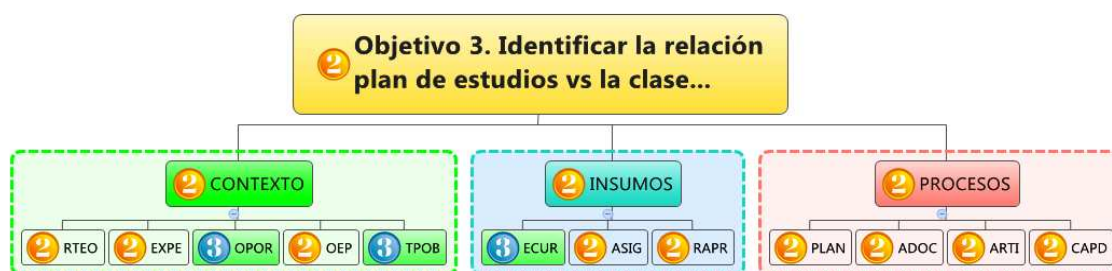 2 Objetivo 3. Identificar la relación
plan de estudios vs la clase...
2 CONTEXTO
2 INSUMOS
2 PROCESOS
2 RTEO
2 EXPE
3 OPOR
2 OEP
3 TPOB
3 ECUR
2 ASIG
2 RAPR
2 PLAN
2 ADOC
2 ARTI
2 CAPD